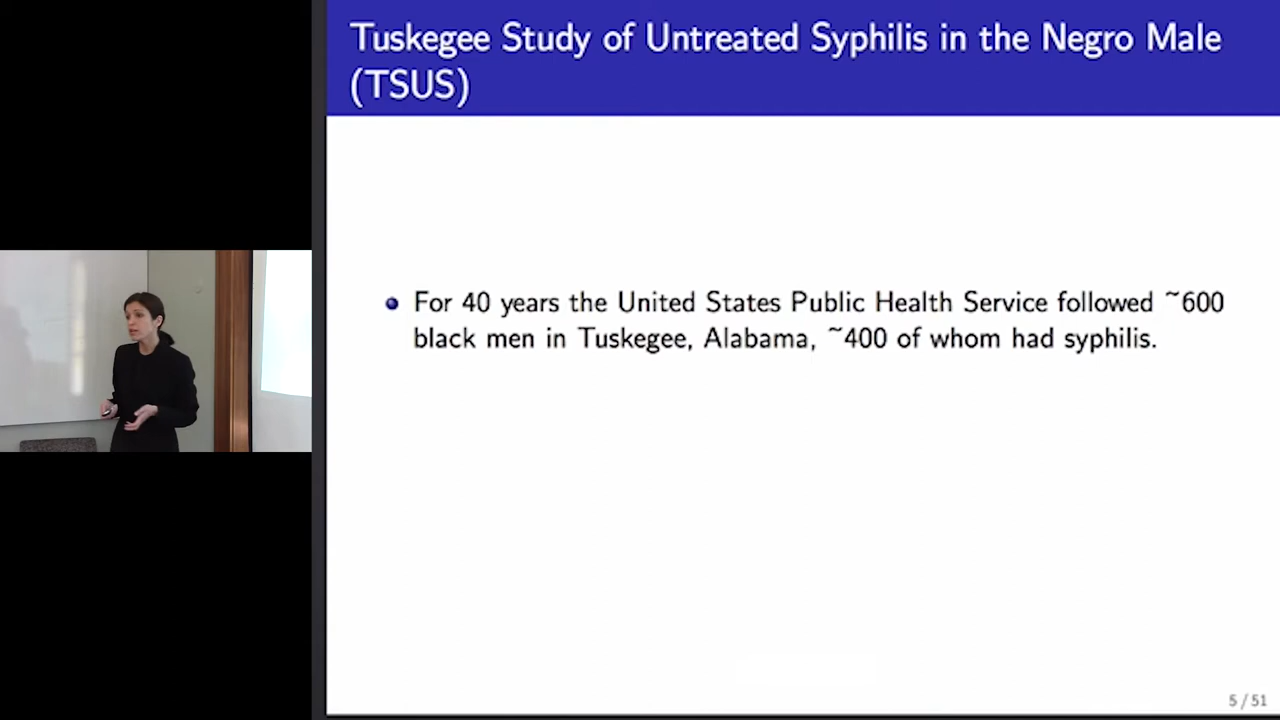 Tuskegee Study of Untreated Syphilis in the Negro Male
(TSUS)
For 40 years the United States Public Health Service followed ~600
black men in Tuskegee, Alabama, ~400 of whom had syphilis.
5 / 51